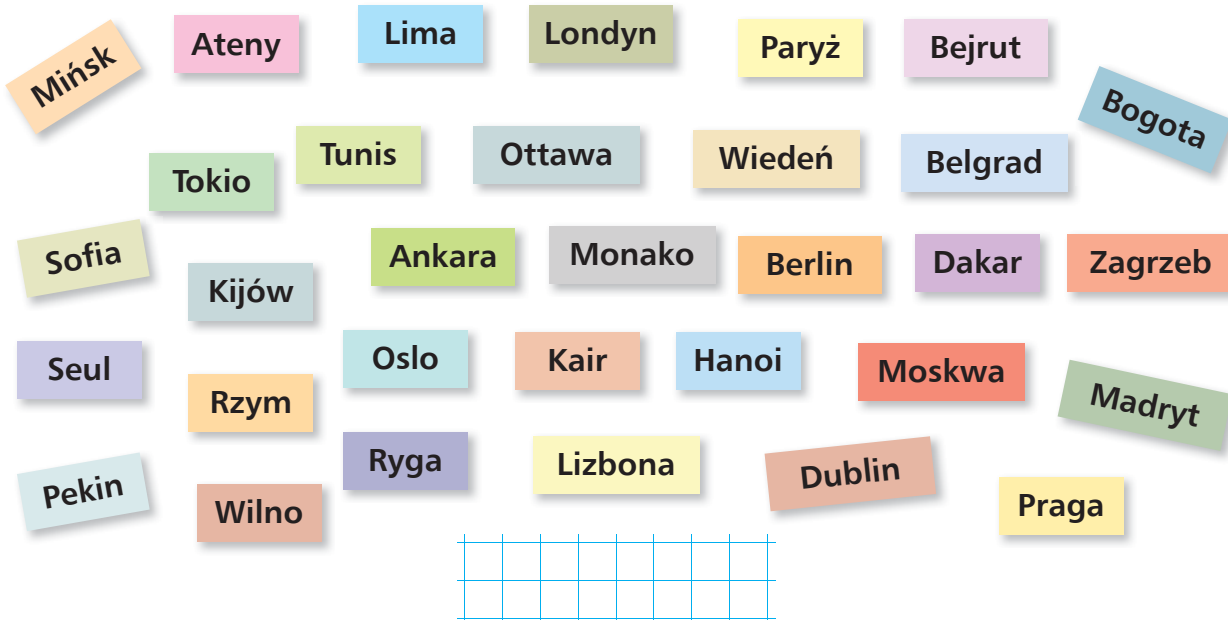 Mińsk
Ateny
Lima
Londyn
Paryż
Bejrut
Bogota
Tokio
Tunis
Ottawa
Wiedeń
Belgrad
Sofia
Kijów
Ankara
Monako
Berlin
Dakar
Zagrzeb
Seul
Rzym
Oslo
Kair
Hanoi
Moskwa
Madryt
Pekin
Wilno
Ryga
Lizbona
Dublin
Praga